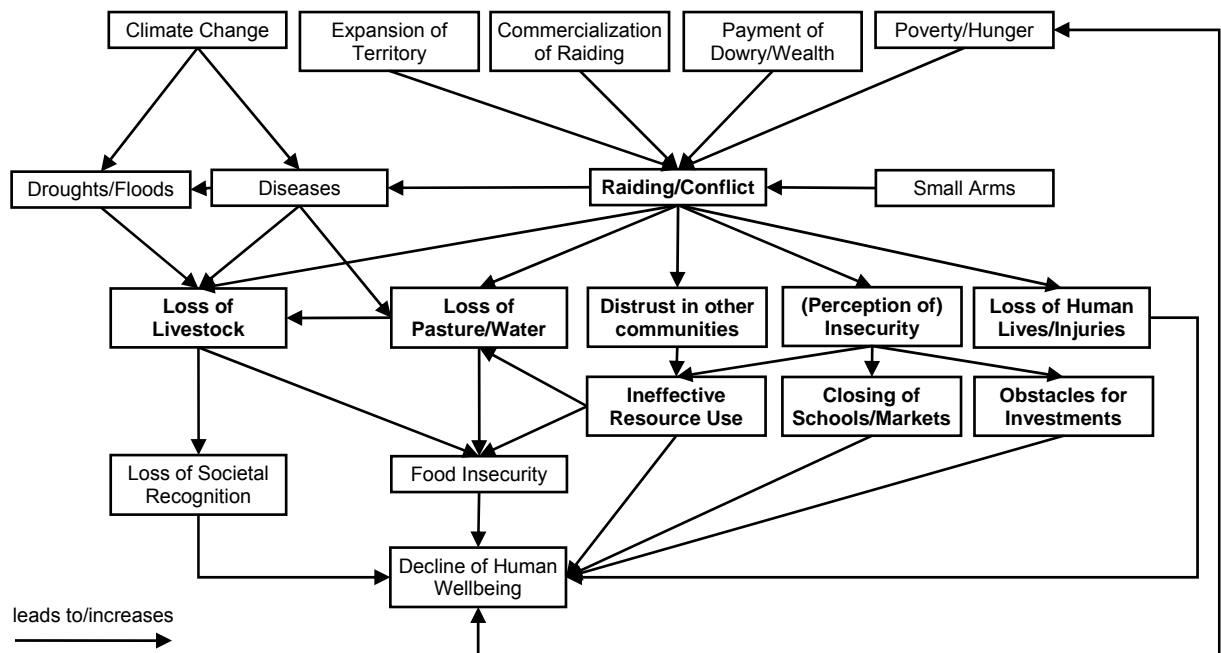 Climate Change
Expansion of
Territory
Commercialization
of Raiding
Payment of
Dowry/Wealth
Poverty/Hunger
Droughts/Floods
Diseases
Raiding/Conflict
Small Arms
Loss of
Livestock
Loss of
Pasture/Water
Distrust in other
communities
(Perception of)
Insecurity
Loss of Human
Lives/Injuries
Ineffective
Resource Use
Closing of
Schools/Markets
Obstacles for
Investments
Loss of Societal
Recognition
Food Insecurity
Decline of Human
Wellbeing
leads to/increases